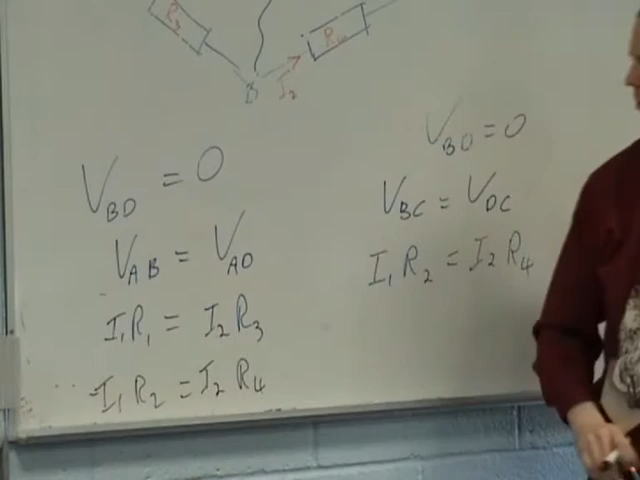 R3
R4
D
I2
VBD = 0
VAB = VAD
I1R1 = I2R3
I1R2 = I2R4
VBD = 0
VBC = VDC
I1R2 = I2R4